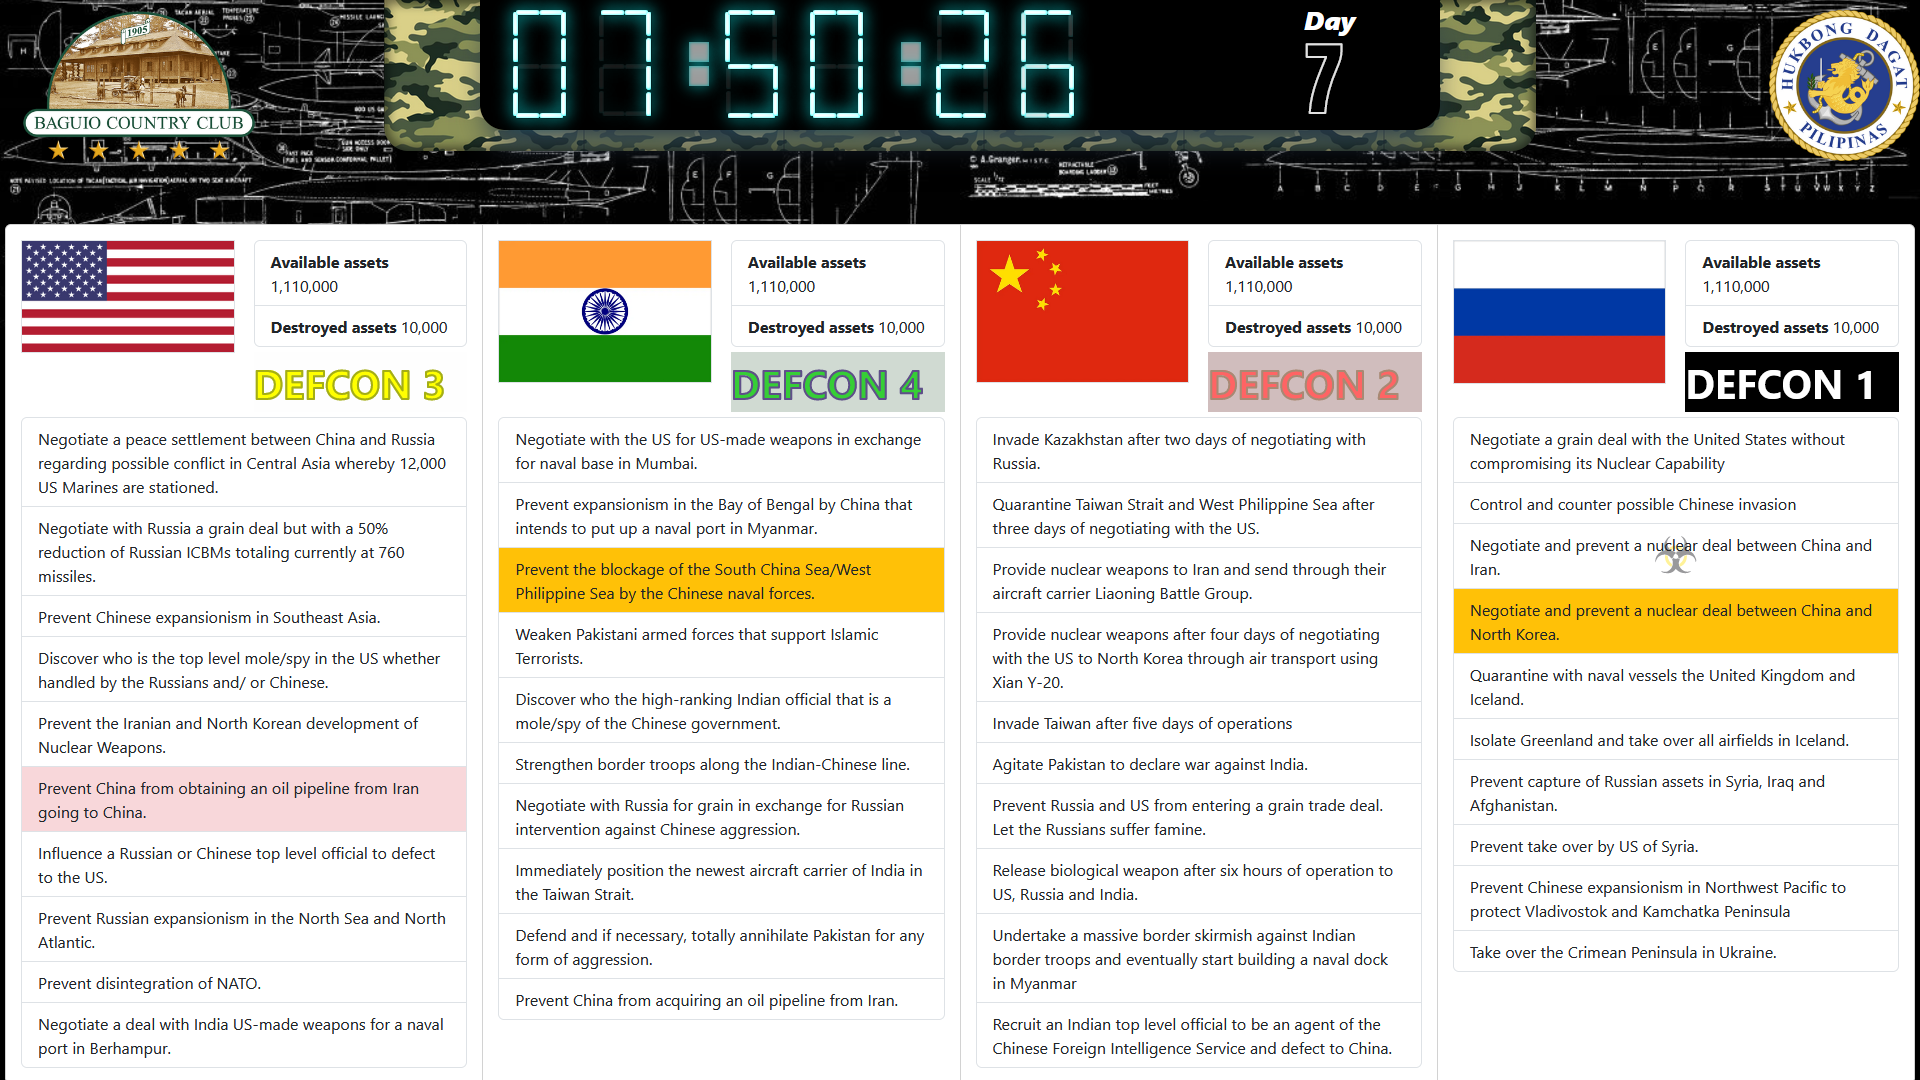 1905
BAGUIO COUNTRY CLUB
07:50:26
Day
7
HUKBONG DAGAT
PILIPINAS
Available assets
1,110,000
Destroyed assets 10,000
DEFCON 3
Negotiate a peace settlement between China and Russia
regarding possible conflict in Central Asia whereby 12,000
US Marines are stationed.
Negotiate with Russia a grain deal but with a 50%
reduction of Russian ICBMs totaling currently at 760
missiles.
Prevent Chinese expansionism in Southeast Asia.
Discover who is the top level mole/spy in the US whether
handled by the Russians and/ or Chinese.
Prevent the Iranian and North Korean development of
Nuclear Weapons.
Prevent China from obtaining an oil pipeline from Iran
going to China.
Influence a Russian or Chinese top level official to defect
to the US.
Prevent Russian expansionism in the North Sea and North
Atlantic.
Prevent disintegration of NATO.
Negotiate a deal with India US-made weapons for a naval
port in Berhampur.
Available assets
1,110,000
Destroyed assets 10,000
DEFCON 4
Negotiate with the US for US-made weapons in exchange
for naval base in Mumbai.
Prevent expansionism in the Bay of Bengal by China that
intends to put up a naval port in Myanmar.
Prevent the blockage of the South China Sea/West
Philippine Sea by the Chinese naval forces.
Weaken Pakistani armed forces that support Islamic
Terrorists.
Discover who the high-ranking Indian official that is a
mole/spy of the Chinese government.
Strengthen border troops along the Indian-Chinese line.
Negotiate with Russia for grain in exchange for Russian
intervention against Chinese aggression.
Immediately position the newest aircraft carrier of India in
the Taiwan Strait.
Defend and if necessary, totally annihilate Pakistan for any
form of aggression.
Prevent China from acquiring an oil pipeline from Iran.
Available assets
1,110,000
Destroyed assets 10,000
DEFCON 2
Invade Kazakhstan after two days of negotiating with
Russia.
Quarantine Taiwan Strait and West Philippine Sea after
three days of negotiating with the US.
Provide nuclear weapons to Iran and send through their
aircraft carrier Liaoning Battle Group.
Provide nuclear weapons after four days of negotiating
with the US to North Korea through air transport using
Xian Y-20.
Invade Taiwan after five days of operations
Agitate Pakistan to declare war against India.
Prevent Russia and US from entering a grain trade deal.
Let the Russians suffer famine.
Release biological weapon after six hours of operation to
US, Russia and India.
Undertake a massive border skirmish against Indian
border troops and eventually start building a naval dock
in Myanmar
Recruit an Indian top level official to be an agent of the
Chinese Foreign Intelligence Service and defect to China.
Available assets
1,110,000
Destroyed assets 10,000
DEFCON 1
Negotiate a grain deal with the United States without
compromising its Nuclear Capability
Control and counter possible Chinese invasion
Negotiate and prevent a nuclear deal between China and
Iran.
Negotiate and prevent a nuclear deal between China and
North Korea.
Quarantine with naval vessels the United Kingdom and
Iceland.
Isolate Greenland and take over all airfields in Iceland.
Prevent capture of Russian assets in Syria, Iraq and
Afghanistan.
Prevent take over by US of Syria.
Prevent Chinese expansionism in Northwest Pacific to
protect Vladivostok and Kamchatka Peninsula
Take over the Crimean Peninsula in Ukraine.